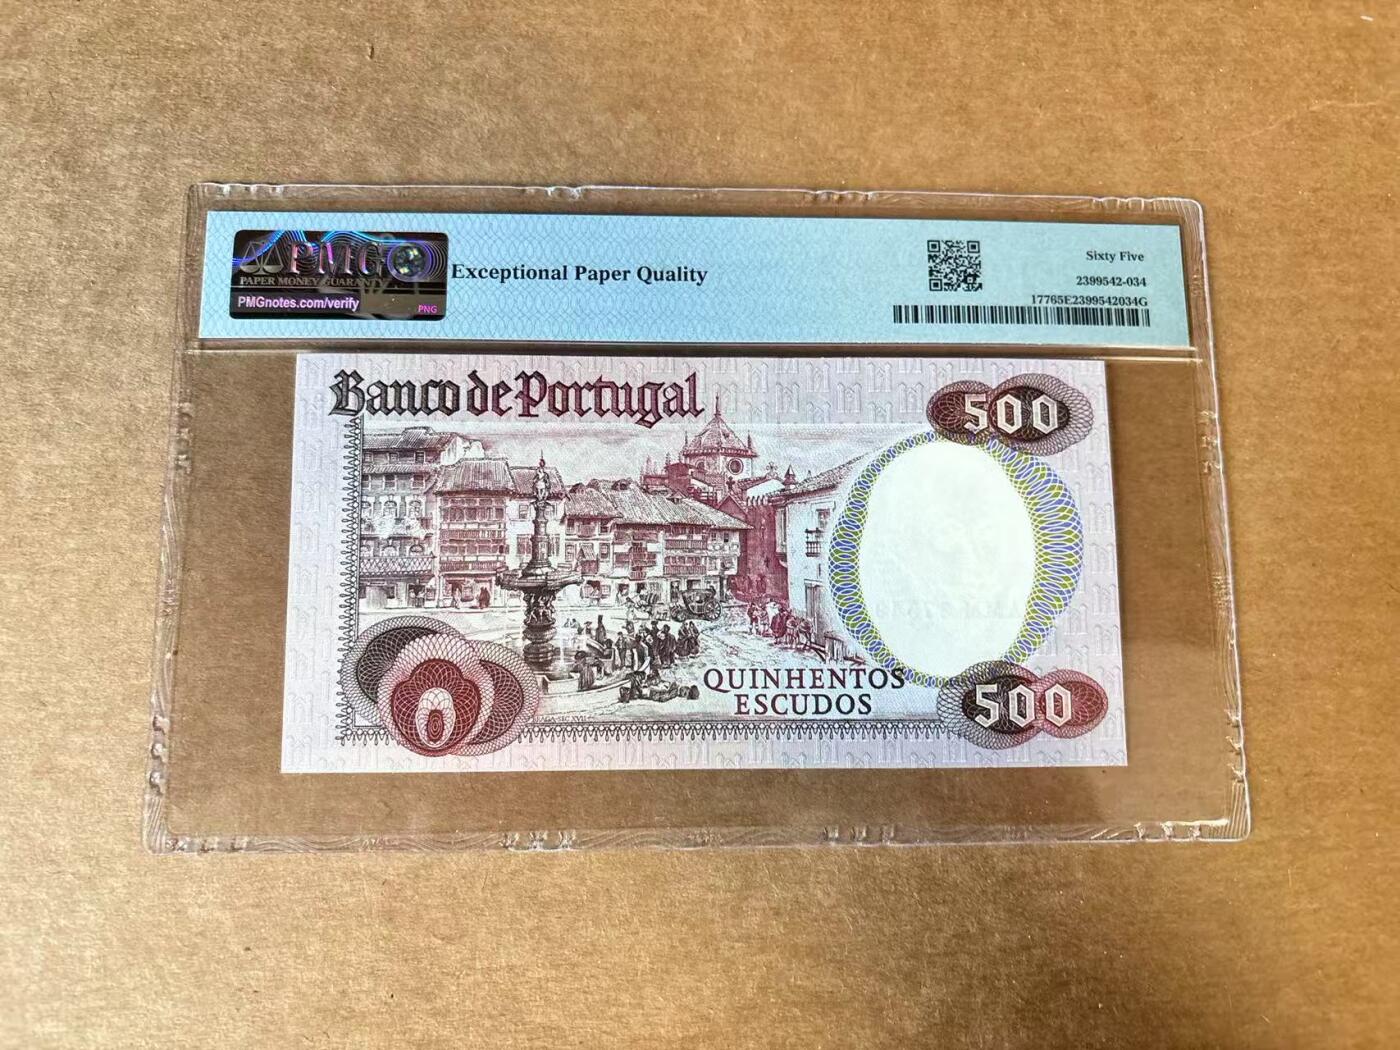 PMG
PAPER MONEY GUARANTY
PMGnotes.com/verify
PNG
Exceptional Paper Quality
Sixty Five
2399542-034
17765E2399542034G
Banco de Portugal
500
QUINHENTOS
ESCUDOS
500
0